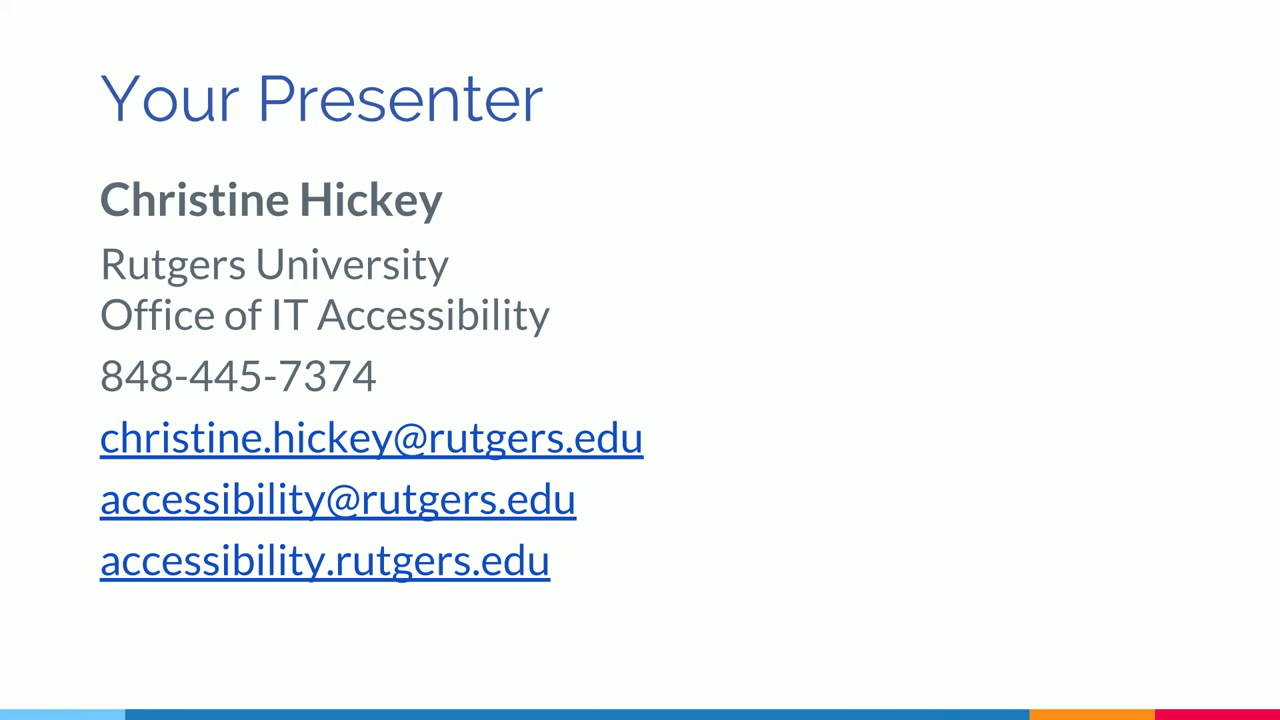 Your Presenter
Christine Hickey
Rutgers University
Office of IT Accessibility
848-445-7374
christine.hickey@rutgers.edu
accessibility@rutgers.edu
accessibility.rutgers.edu